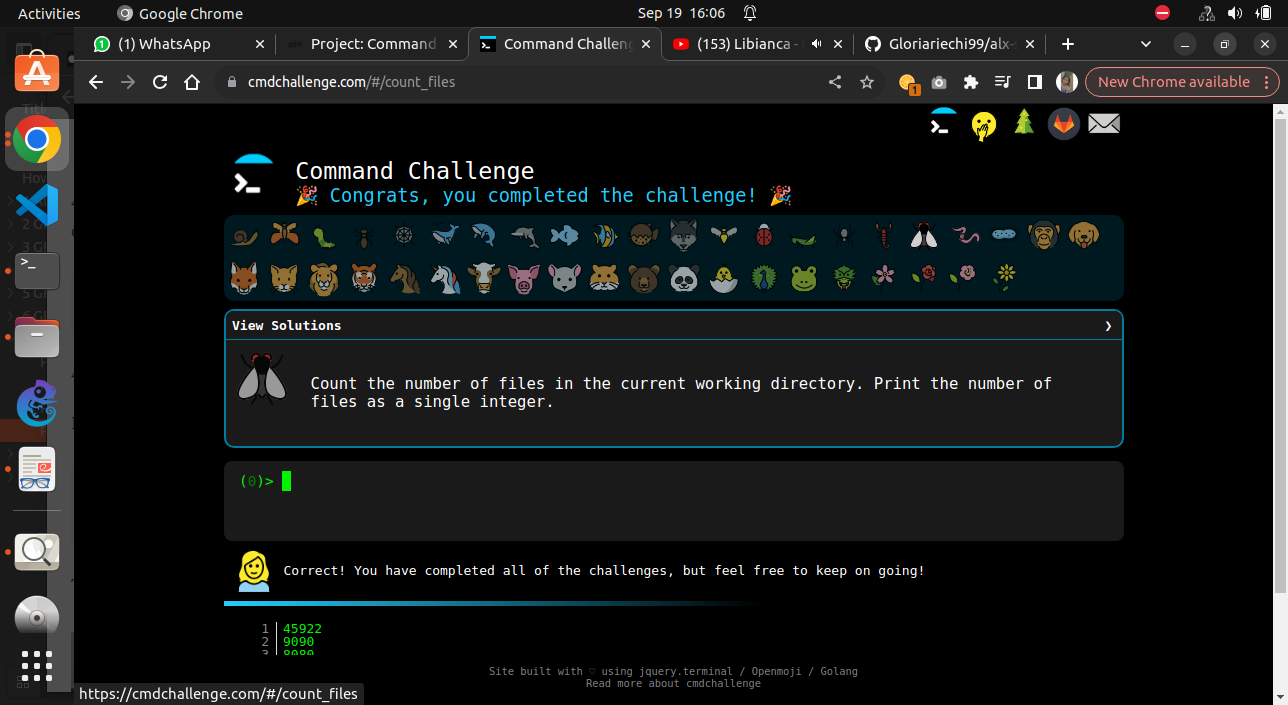 Activities
Google Chrome
Sep 19 16:06
(1) WhatsApp
Project: Command
Command Challeng
(153) Libianca -
Gloriariechi99/alx-
cmdchallenge.com/#/count_files
1
New Chrome available
Command Challenge
🎉 Congrats, you completed the challenge! 🎉
View Solutions
Count the number of files in the current working directory. Print the number of
files as a single integer.
(0)>
Correct! You have completed all of the challenges, but feel free to keep on going!
1 45922
2 9090
3 8080
Site built with ♡ using jquery.terminal / Openmoji / Golang
Read more about cmdchallenge
https://cmdchallenge.com/#/count_files